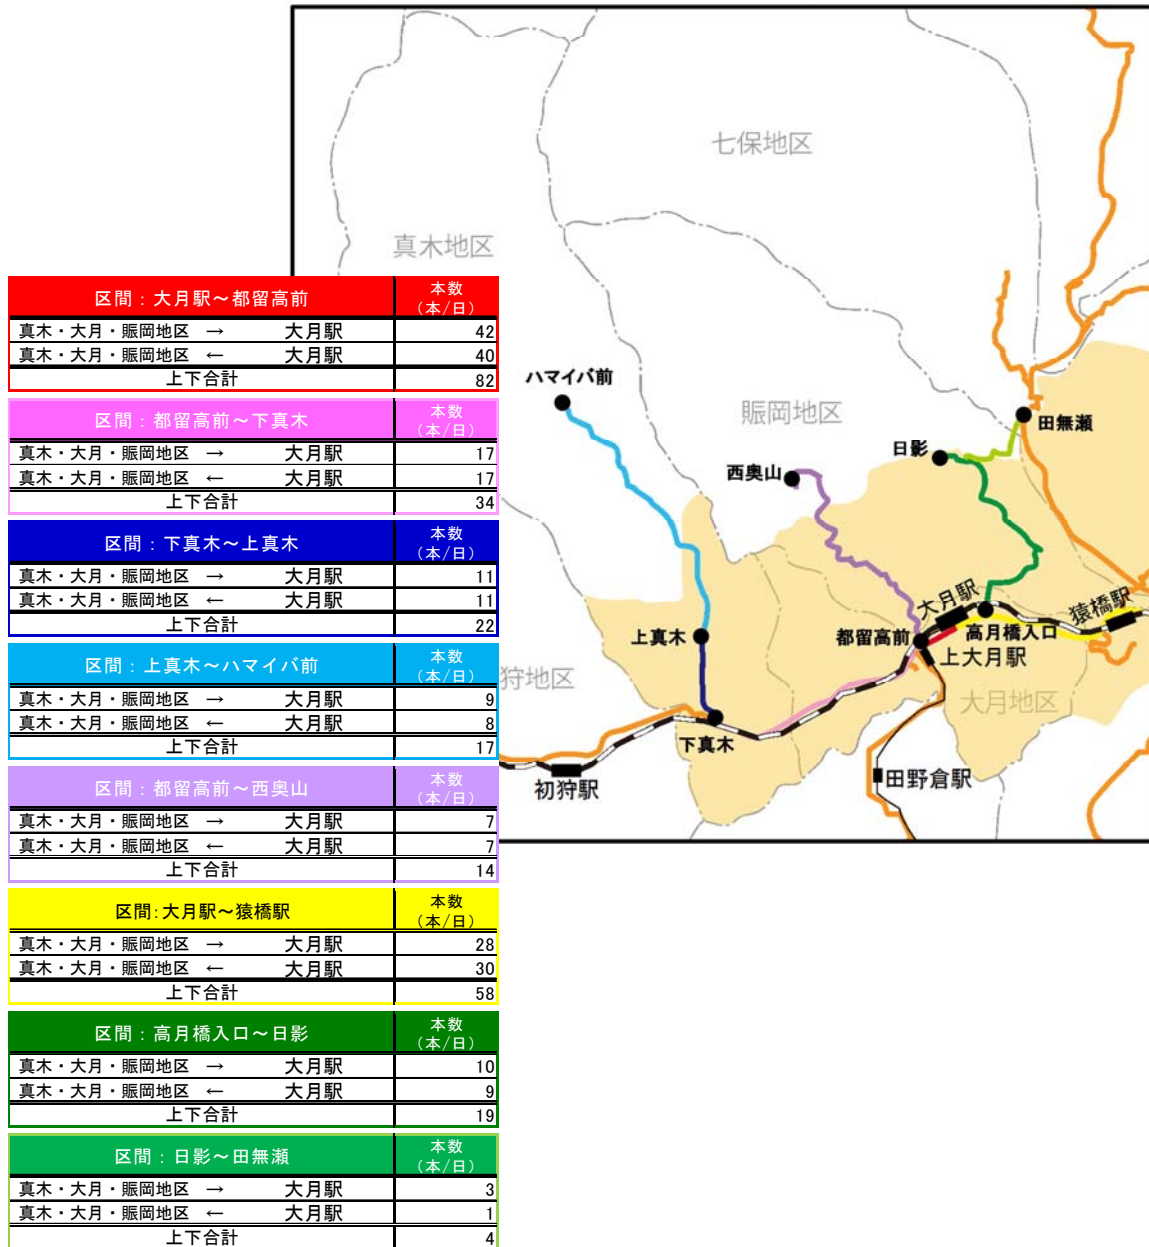 区間：大月駅～都留高前 本数
（本/日）
真木・大月・賑岡地区 → 大月駅 42
真木・大月・賑岡地区 ← 大月駅 40
上下合計 82
区間：都留高前～下真木 本数
（本/日）
真木・大月・賑岡地区 → 大月駅 17
真木・大月・賑岡地区 ← 大月駅 17
上下合計 34
区間：下真木～上真木 本数
（本/日）
真木・大月・賑岡地区 → 大月駅 11
真木・大月・賑岡地区 ← 大月駅 11
上下合計 22
区間：上真木～ハマイバ前 本数
（本/日）
真木・大月・賑岡地区 → 大月駅 9
真木・大月・賑岡地区 ← 大月駅 8
上下合計 17
区間：都留高前～西奥山 本数
（本/日）
真木・大月・賑岡地区 → 大月駅 7
真木・大月・賑岡地区 ← 大月駅 7
上下合計 14
区間：大月駅～猿橋駅 本数
（本/日）
真木・大月・賑岡地区 → 大月駅 28
真木・大月・賑岡地区 ← 大月駅 30
上下合計 58
区間：高月橋入口～日影 本数
（本/日）
真木・大月・賑岡地区 → 大月駅 10
真木・大月・賑岡地区 ← 大月駅 9
上下合計 19
区間：日影～田無瀬 本数
（本/日）
真木・大月・賑岡地区 → 大月駅 3
真木・大月・賑岡地区 ← 大月駅 1
上下合計 4
七保地区
真木地区
ハマイバ前
賑岡地区
田無瀬
日影
西奥山
大月駅
猿橋駅
上真木
都留高前
高月橋入口
上大月駅
狩地区
大月地区
下真木
初狩駅
田野倉駅